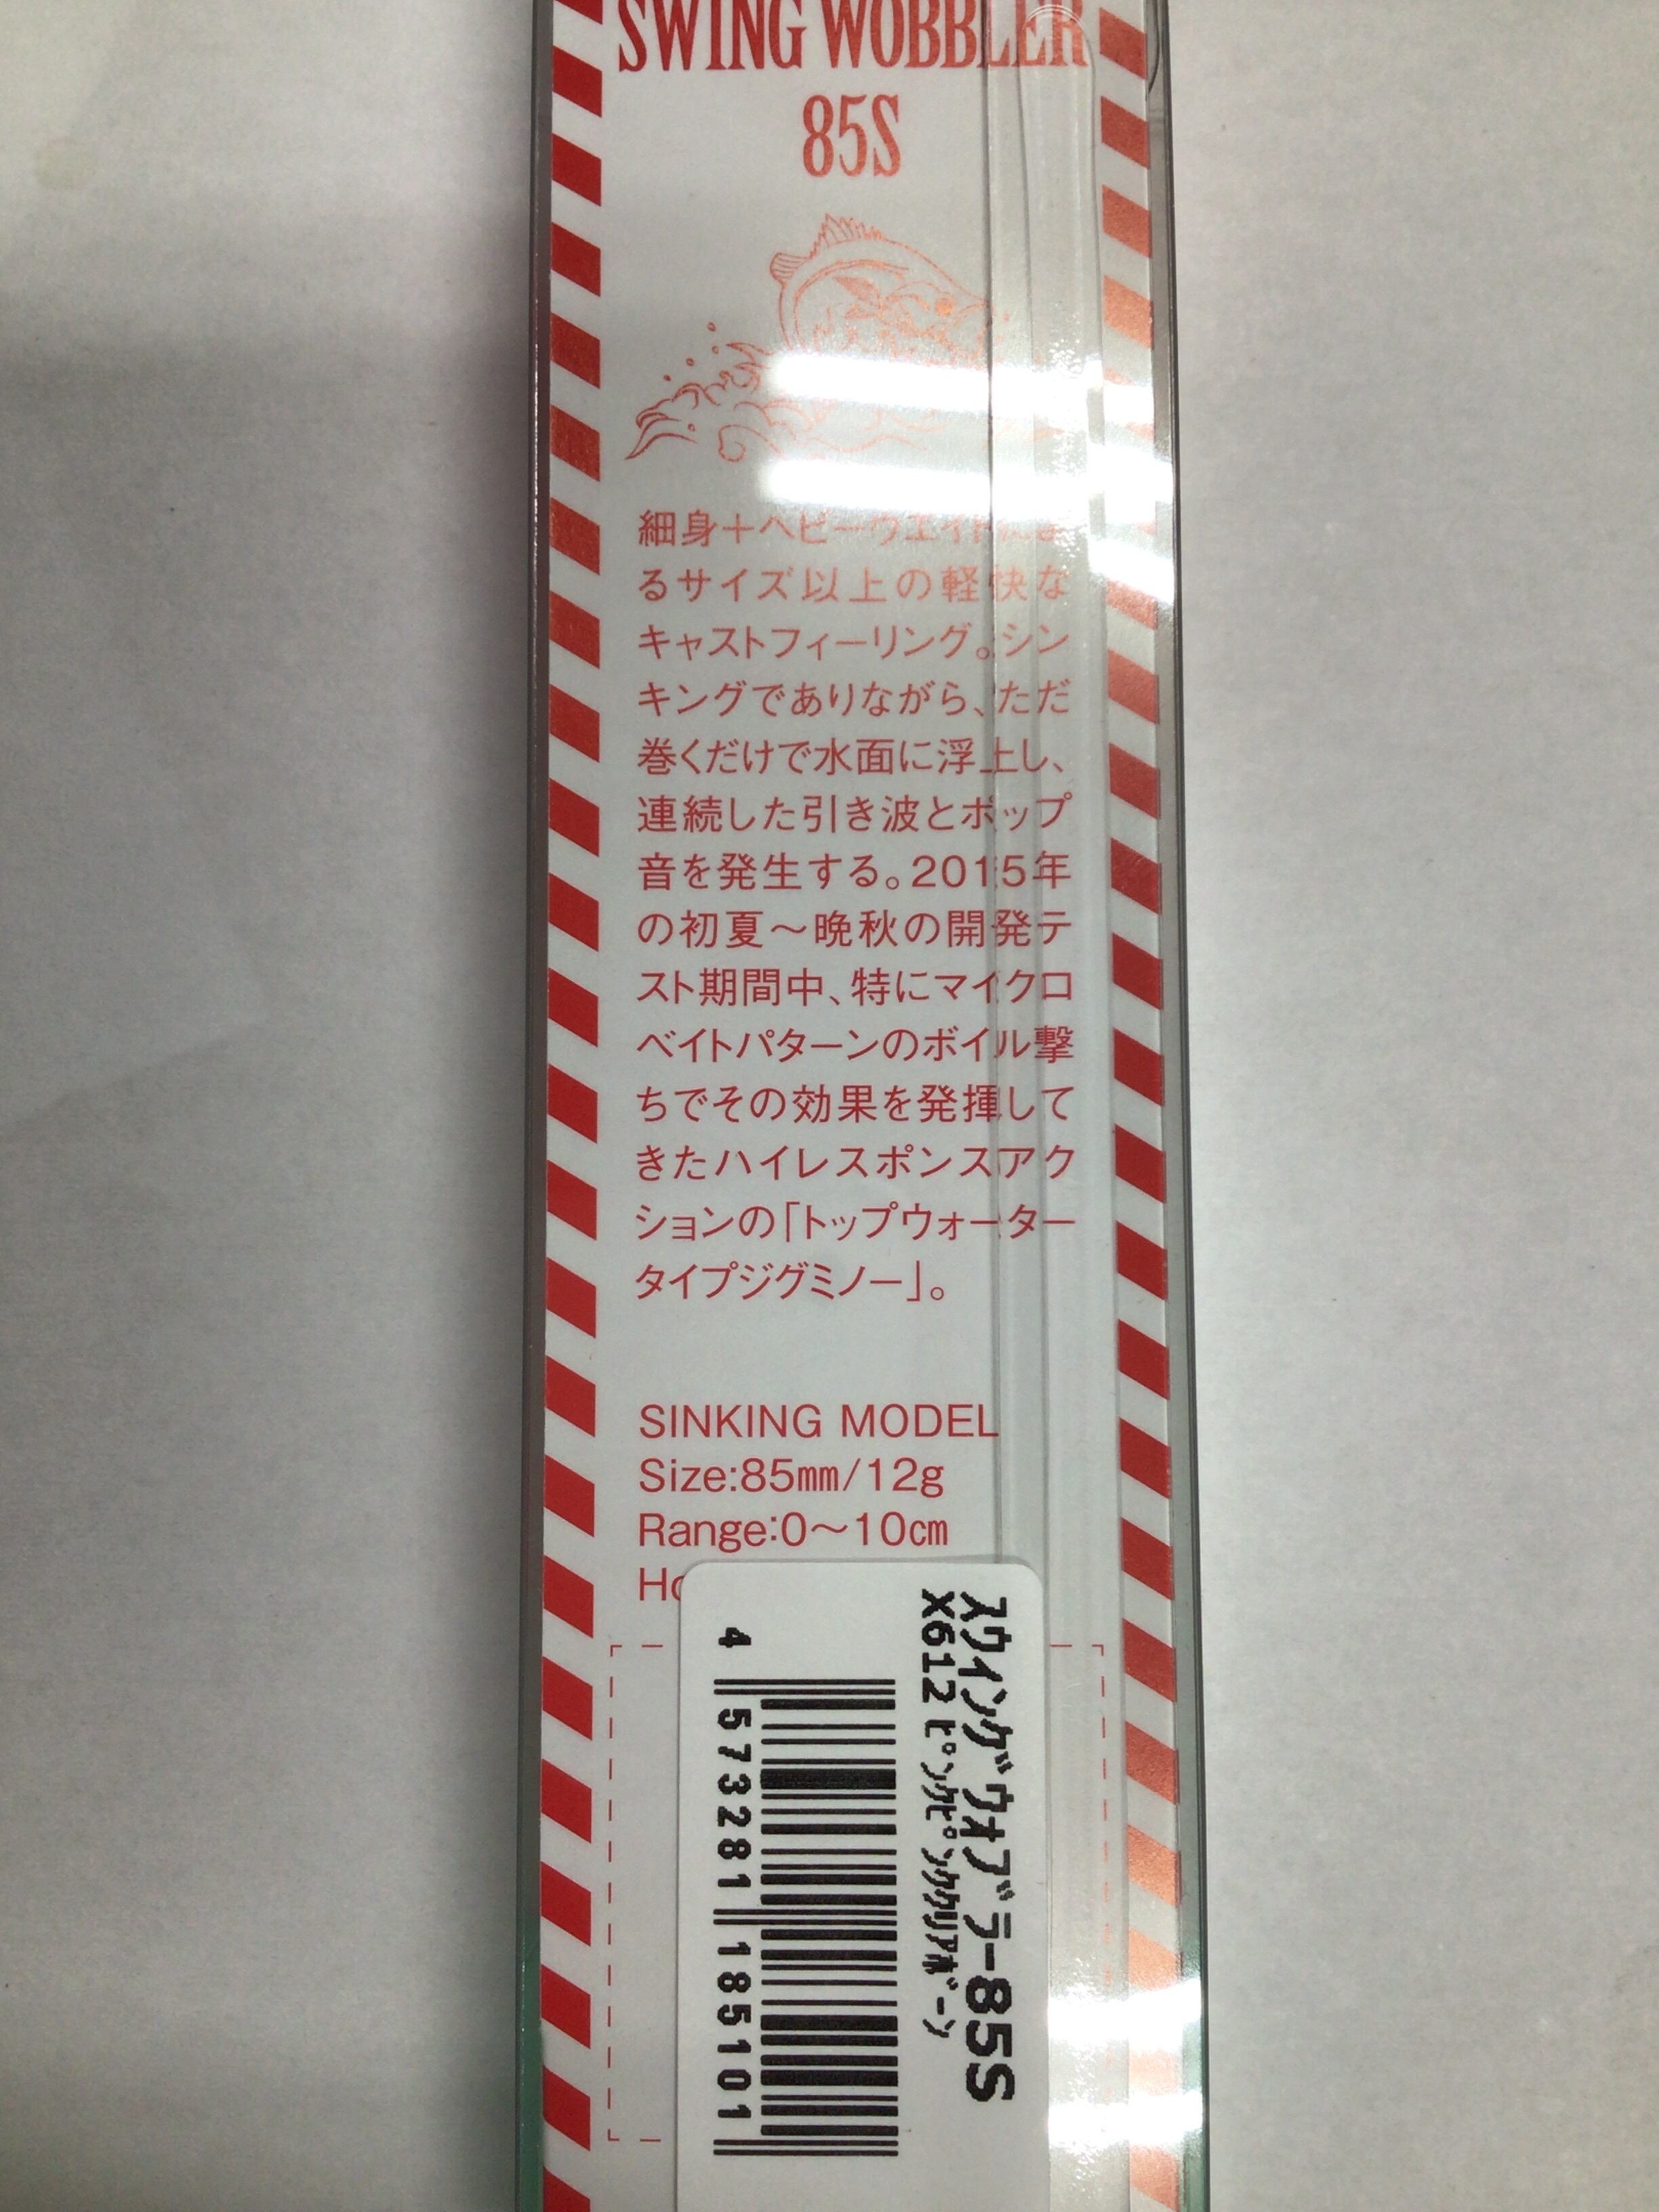 SWING WOBBLER
85S
細身＋ヘビーウエイトによ
るサイズ以上の軽快な
キャストフィーリング。シン
キングでありながら、ただ
巻くだけで水面に浮上し、
連続した引き波とポップ
音を発生する。2015年
の初夏～晩秋の開発テ
スト期間中、特にマイクロ
ベイトパターンのボイル撃
ちでその効果を発揮して
きたハイレスポンスアク
ションの「トップウォーター
タイプジグミノー」。
SINKING MODEL
Size:85㎜/12g
Range:0～10㎝
ｽｳｨﾝｸﾞｳｫﾌﾞﾗｰ85S
X612 ﾋﾟﾝｸﾋﾟﾝｸｸﾘｱﾎﾞｰﾝ
4 573281 185101